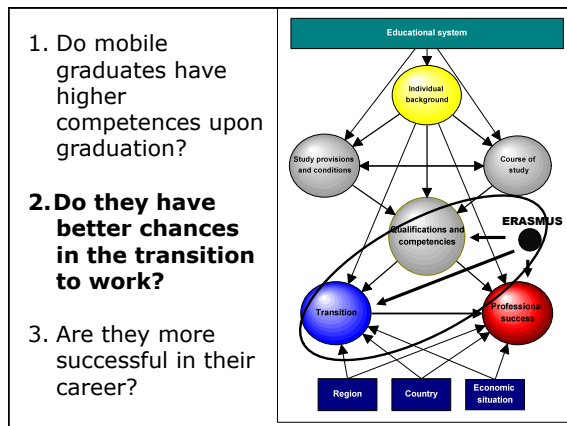 1. Do mobile
graduates have
higher
competences upon
graduation?
2.Do they have
better chances
in the transition
to work?
3. Are they more
successful in their
career?
Educational system
Individual
background
Study provisions
and conditions
Course of
study
Qualifications and
competencies
ERASMUS
Transition
Professional
success
Region
Country
Economic
situation